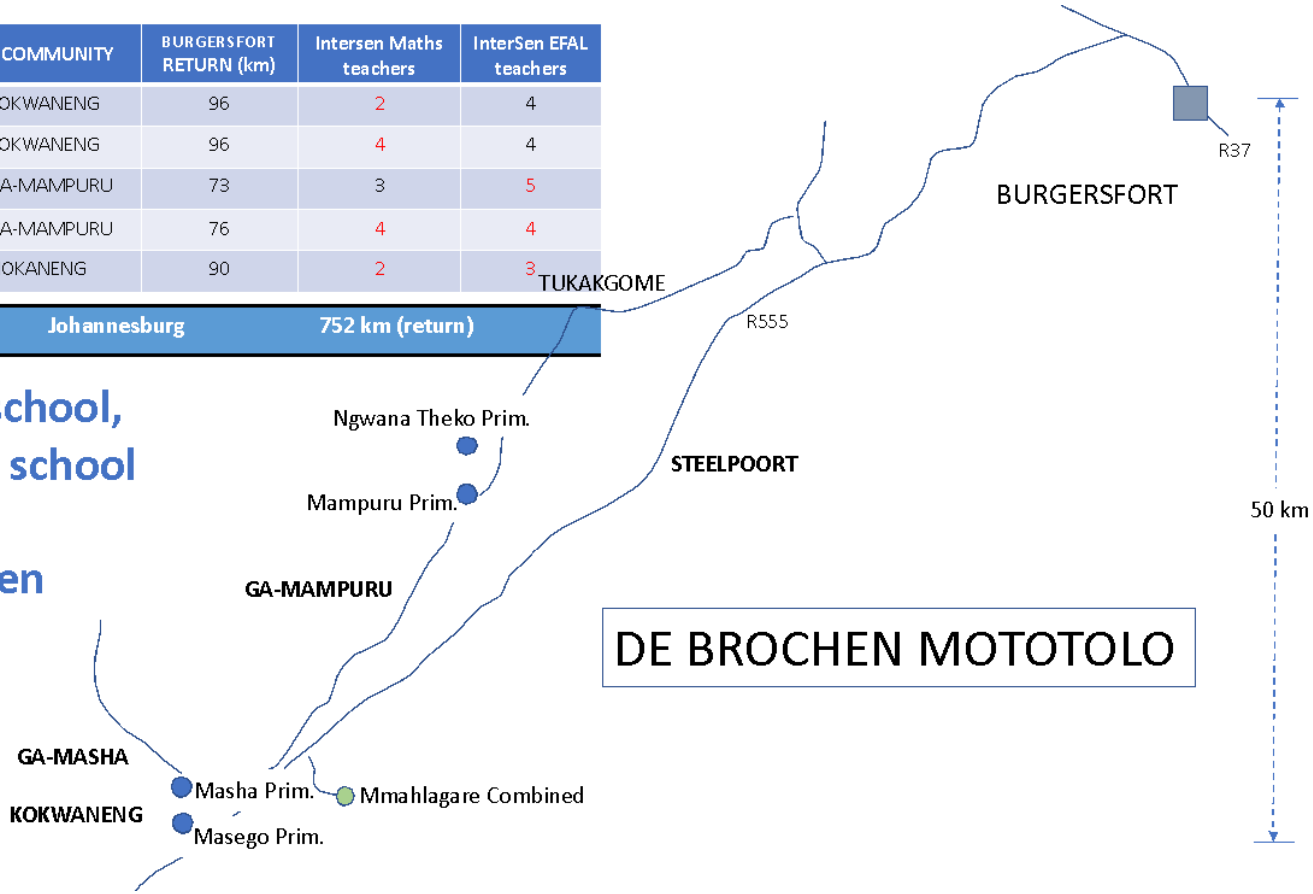 COMMUNITY BURGERSFORT RETURN (km) Intersen Maths teachers InterSen EFAL teachers
OKWANENG 96 2 4
OKWANENG 96 4 4
A-MAMPURU 73 3 5
A-MAMPURU 76 4 4
OKANENG 90 2 3
Johannesburg 752 km (return)
R37
BURGERSFORT
TUKAKGOME
R555
school,
school
en
Ngwana Theko Prim.
STEELPOORT
Mampuru Prim.
50 km
GA-MAMPURU
DE BROCHEN MOTOTOLO
GA-MASHA
Masha Prim.
Mmahlagare Combined
KOKWANENG
Masego Prim.